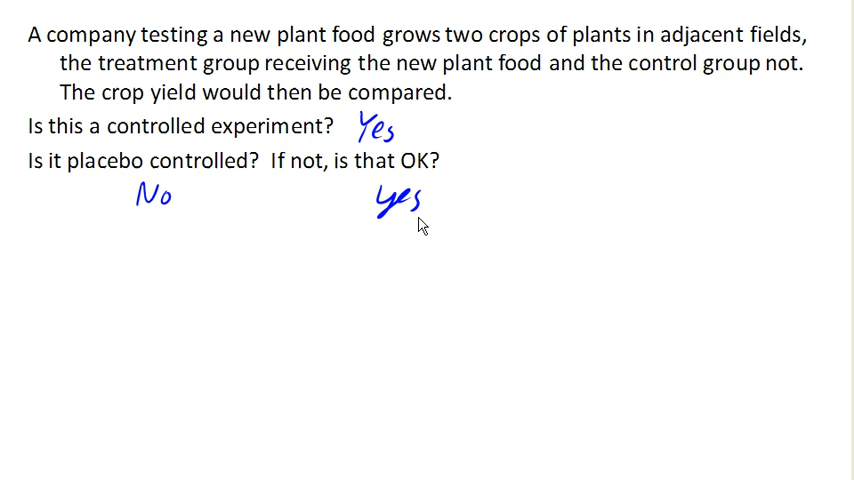 A company testing a new plant food grows two crops of plants in adjacent fields,
the treatment group receiving the new plant food and the control group not.
The crop yield would then be compared.
Is this a controlled experiment? Yes
Is it placebo controlled? If not, is that OK?
No yes